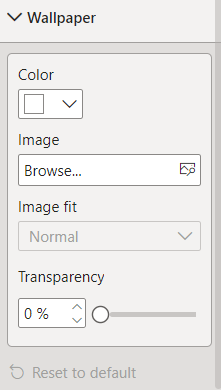 Wallpaper
Color
Image
Browse...
Image fit
Normal
Transparency
0 %
Reset to default